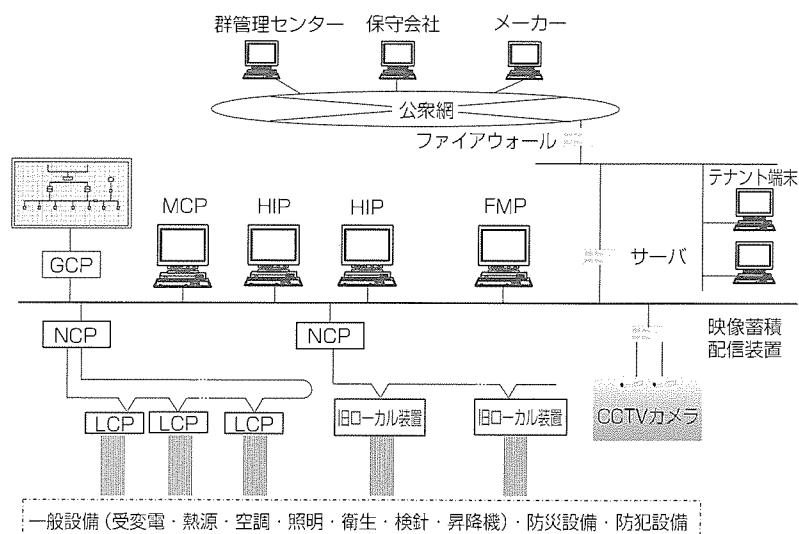 群管理センター 保守会社 メーカー
公衆網
ファイアウォール
テナント端末
MCP HIP HIP FMP
GCP
サーバ
NCP NCP
映像蓄積
配信装置
LCP LCP LCP 旧ローカル装置 旧ローカル装置 CCTVカメラ
一般設備(受変電・熱源・空調・照明・衛生・検針・昇降機)・防災設備・防犯設備